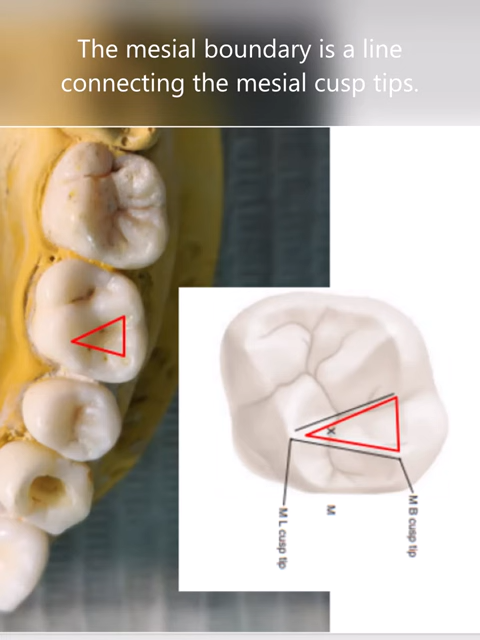 The mesial boundary is a line
connecting the mesial cusp tips.
x
M L cusp tip
M
M B cusp tip